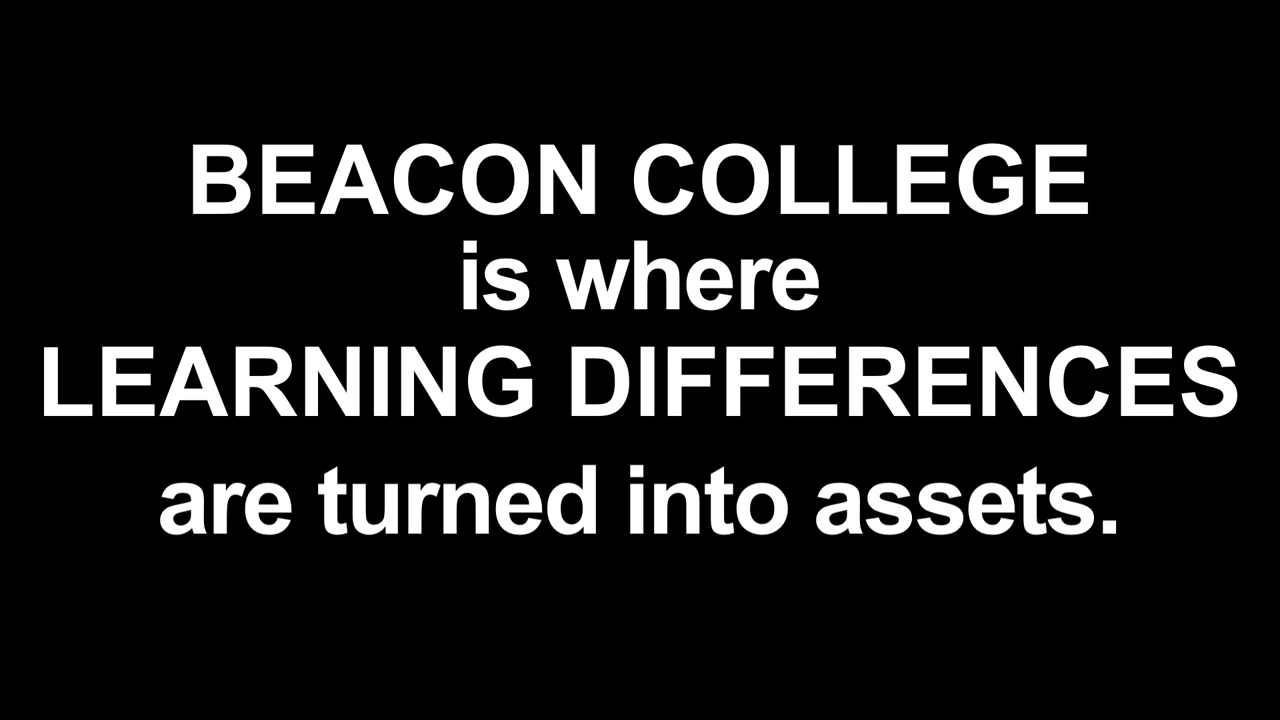 BEACON COLLEGE
is where
LEARNING DIFFERENCES
are turned into assets.